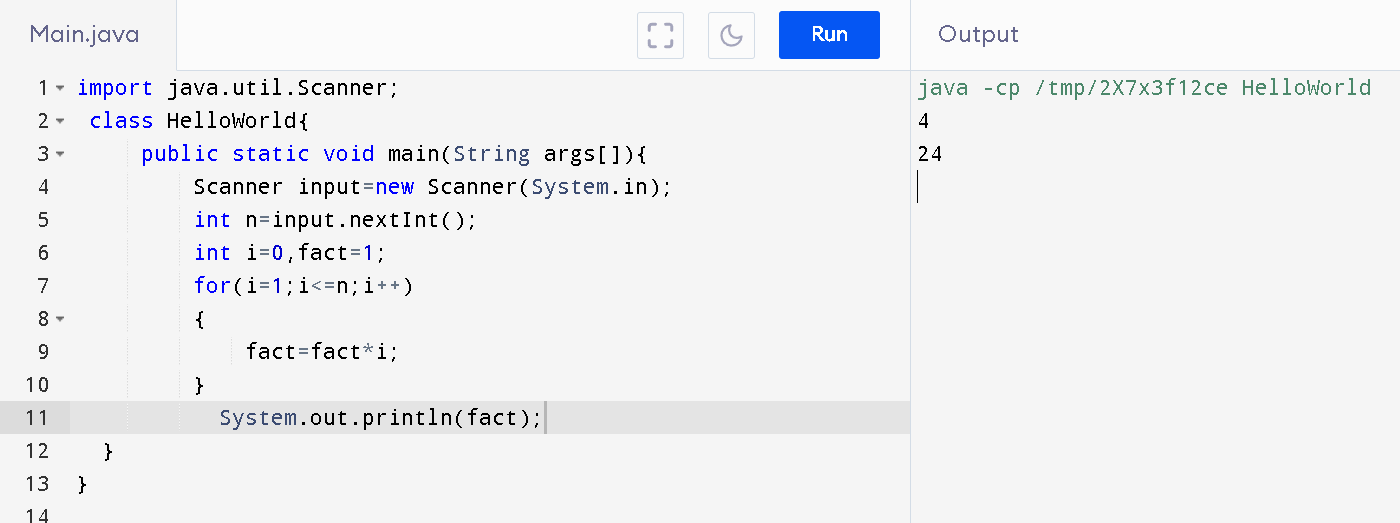 Main.java
Run
Output
1 import java.util.Scanner;
2 class HelloWorld{
3 public static void main(String args[]){
4 Scanner input=new Scanner(System.in);
5 int n=input.nextInt();
6 int i=0,fact=1;
7 for(i=1;i<=n;i++)
8 {
9 fact=fact*i;
10 }
11 System.out.println(fact);
12 }
13 }
14
java -cp /tmp/2X7x3f12ce HelloWorld
4
24